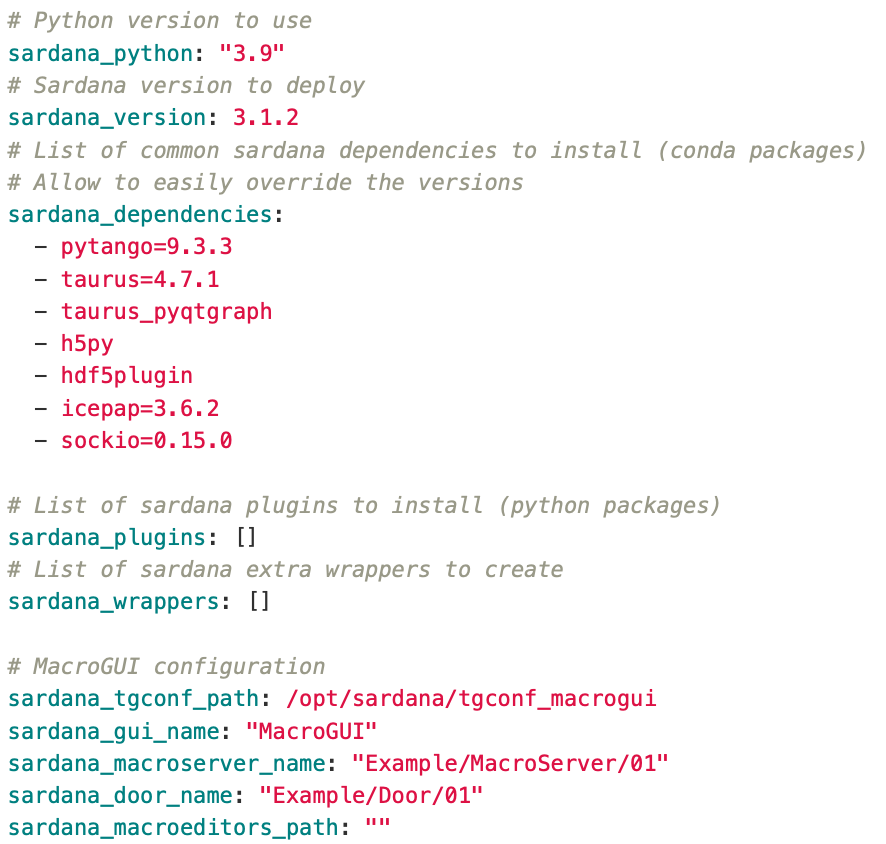 # Python version to use
sardana_python: "3.9"
# Sardana version to deploy
sardana_version: 3.1.2
# List of common sardana dependencies to install (conda packages)
# Allow to easily override the versions
sardana_dependencies:
  - pytango=9.3.3
  - taurus=4.7.1
  - taurus_pyqtgraph
  - h5py
  - hdf5plugin
  - icepap=3.6.2
  - sockio=0.15.0

# List of sardana plugins to install (python packages)
sardana_plugins: []
# List of sardana extra wrappers to create
sardana_wrappers: []

# MacroGUI configuration
sardana_tgconf_path: /opt/sardana/tgconf_macrogui
sardana_gui_name: "MacroGUI"
sardana_macroserver_name: "Example/MacroServer/01"
sardana_door_name: "Example/Door/01"
sardana_macroeditors_path: ""